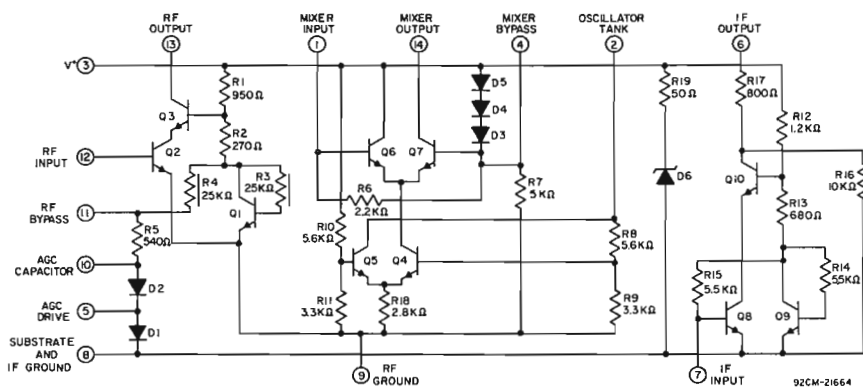 RF
OUTPUT
13
MIXER
INPUT
1
MIXER
OUTPUT
14
MIXER
BYPASS
4
OSCILLATOR
TANK
2
IF
OUTPUT
6
V+ 3
R1
950Ω
Q3
R2
270Ω
RF
INPUT
12
Q2
R4
25KΩ
R3
25KΩ
Q1
RF
BYPASS
11
R5
540Ω
AGC
CAPACITOR
10
D2
AGC
DRIVE
5
D1
SUBSTRATE
AND
IF GROUND
8
D5
D4
D3
Q6
Q7
R6
2.2KΩ
R7
5KΩ
R10
5.6KΩ
Q5
Q4
R8
5.6KΩ
R11
3.3KΩ
R18
2.8KΩ
R9
3.3KΩ
9
RF
GROUND
R19
50Ω
D6
R17
800Ω
R12
1.2KΩ
Q10
R16
10KΩ
R13
680Ω
R15
5.5KΩ
R14
5.5KΩ
Q8
Q9
7
IF
INPUT
92CM-21664